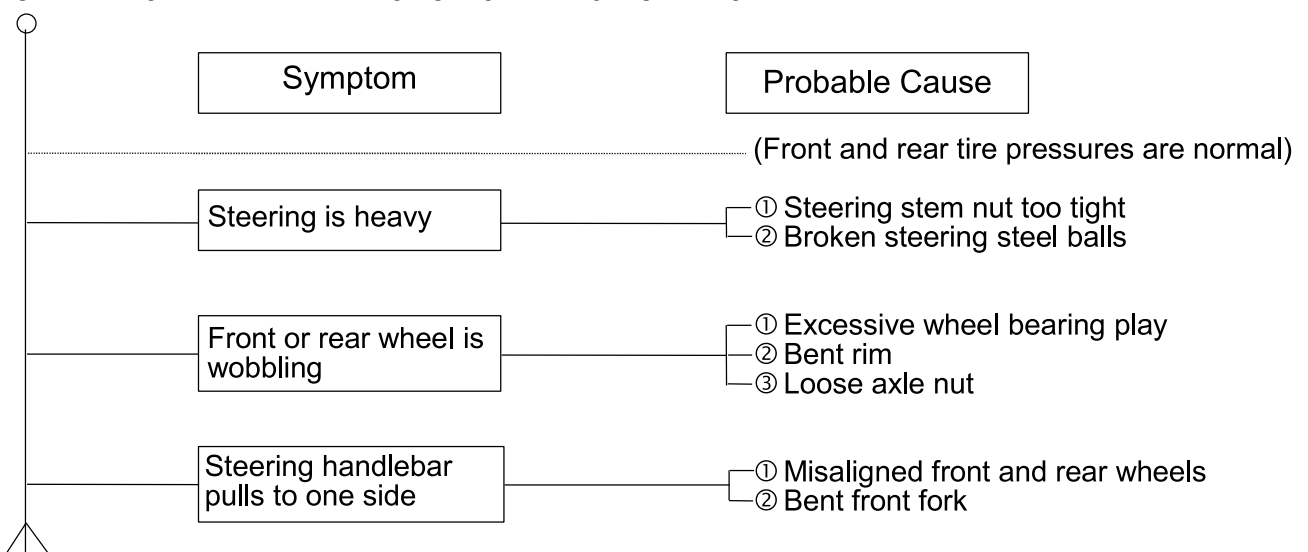 Symptom
Probable Cause
(Front and rear tire pressures are normal)
Steering is heavy
① Steering stem nut too tight
② Broken steering steel balls
Front or rear wheel is
wobbling
① Excessive wheel bearing play
② Bent rim
③ Loose axle nut
Steering handlebar
pulls to one side
① Misaligned front and rear wheels
② Bent front fork